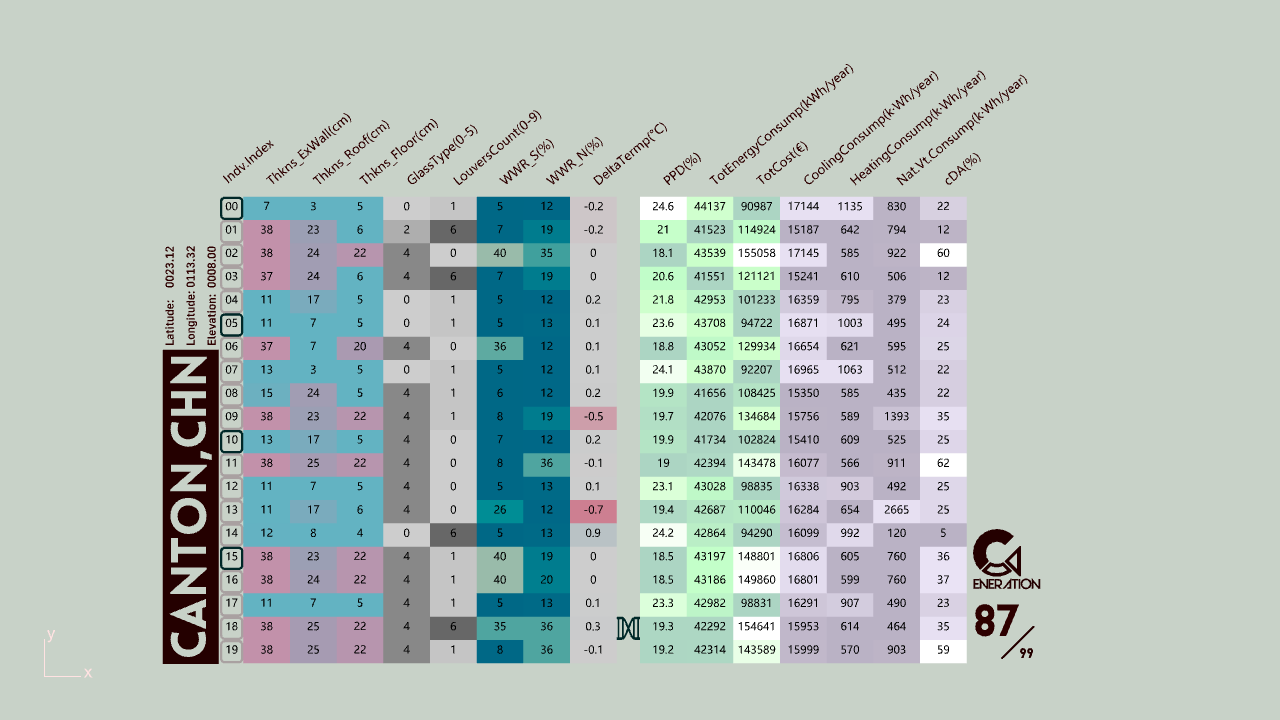 Indv.Index Thkns_ExWall(cm) Thkns_Roof(cm) Thkns_Floor(cm) GlassType(0-5) LouversCount(0-9) WWR_S(%) WWR_N(%) DeltaTermp(°C) PPD(%) TotEnergyConsump(kWh/year) TotCost(€) CoolingConsump(k·Wh/year) HeatingConsump(k·Wh/year) Nat.Vt.Consump(k·Wh/year) cDA(%)
00 7 3 5 0 1 5 12 -0.2 24.6 44137 90987 17144 1135 830 22
01 38 23 6 2 6 7 19 -0.2 21 41523 114924 15187 642 794 12
02 38 24 22 4 0 40 35 0 18.1 43539 155058 17145 585 922 60
03 37 24 6 4 6 7 19 0 20.6 41551 121121 15241 610 506 12
04 11 17 5 0 1 5 12 0.2 21.8 42953 101233 16359 795 379 23
05 11 7 5 0 1 5 13 0.1 23.6 43708 94722 16871 1003 495 24
06 37 7 20 4 0 36 12 0.1 18.8 43052 129934 16654 621 595 25
07 13 3 5 0 1 5 12 0.1 24.1 43870 92207 16965 1063 512 22
08 15 24 5 4 1 6 12 0.2 19.9 41656 108425 15350 585 435 22
09 38 23 22 4 1 8 19 -0.5 19.7 42076 134684 15756 589 1393 35
10 13 17 5 4 0 7 12 0.2 19.9 41734 102824 15410 609 525 25
11 38 25 22 4 0 8 36 -0.1 19 42394 143478 16077 566 911 62
12 11 7 5 4 0 5 13 0.1 23.1 43028 98835 16338 903 492 25
13 11 17 6 4 0 26 12 -0.7 19.4 42687 110046 16284 654 2665 25
14 12 8 4 0 6 5 13 0.9 24.2 42864 94290 16099 992 120 5
15 38 23 22 4 1 40 19 0 18.5 43197 148801 16806 605 760 36
16 38 24 22 4 1 40 20 0 18.5 43186 149860 16801 599 760 37
17 11 7 5 4 1 5 13 0.1 23.3 42982 98831 16291 907 490 23
18 38 25 22 4 6 35 36 0.3 19.3 42292 154641 15953 614 464 35
19 38 25 22 4 1 8 36 -0.1 19.2 42314 143589 15999 570 903 59
Latitude: 0023.12
Longitude: 0113.32
Elevation: 0008.00
CANTON,CHN
G
ENERATION
87/99
y
x